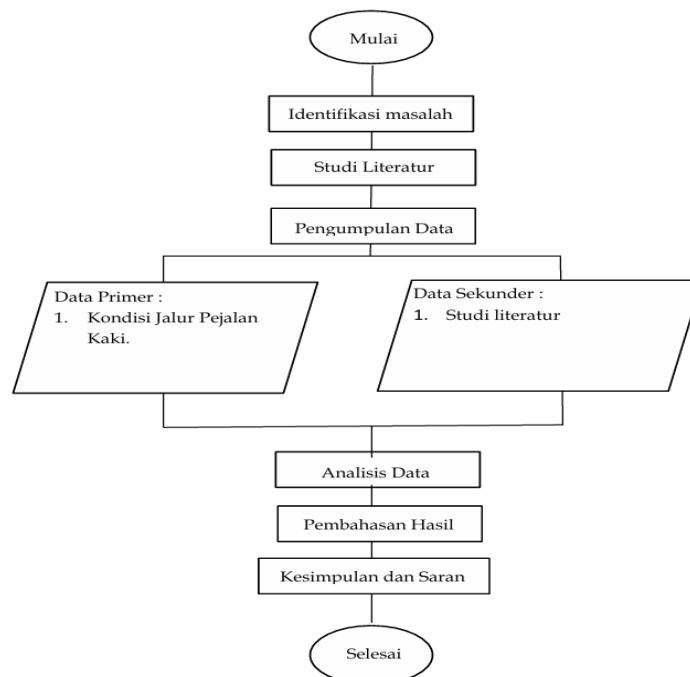 Mulai
Identifikasi masalah
Studi Literatur
Pengumpulan Data
Data Primer :
1. Kondisi Jalur Pejalan
Kaki.
Data Sekunder :
1. Studi literatur
Analisis Data
Pembahasan Hasil
Kesimpulan dan Saran
Selesai